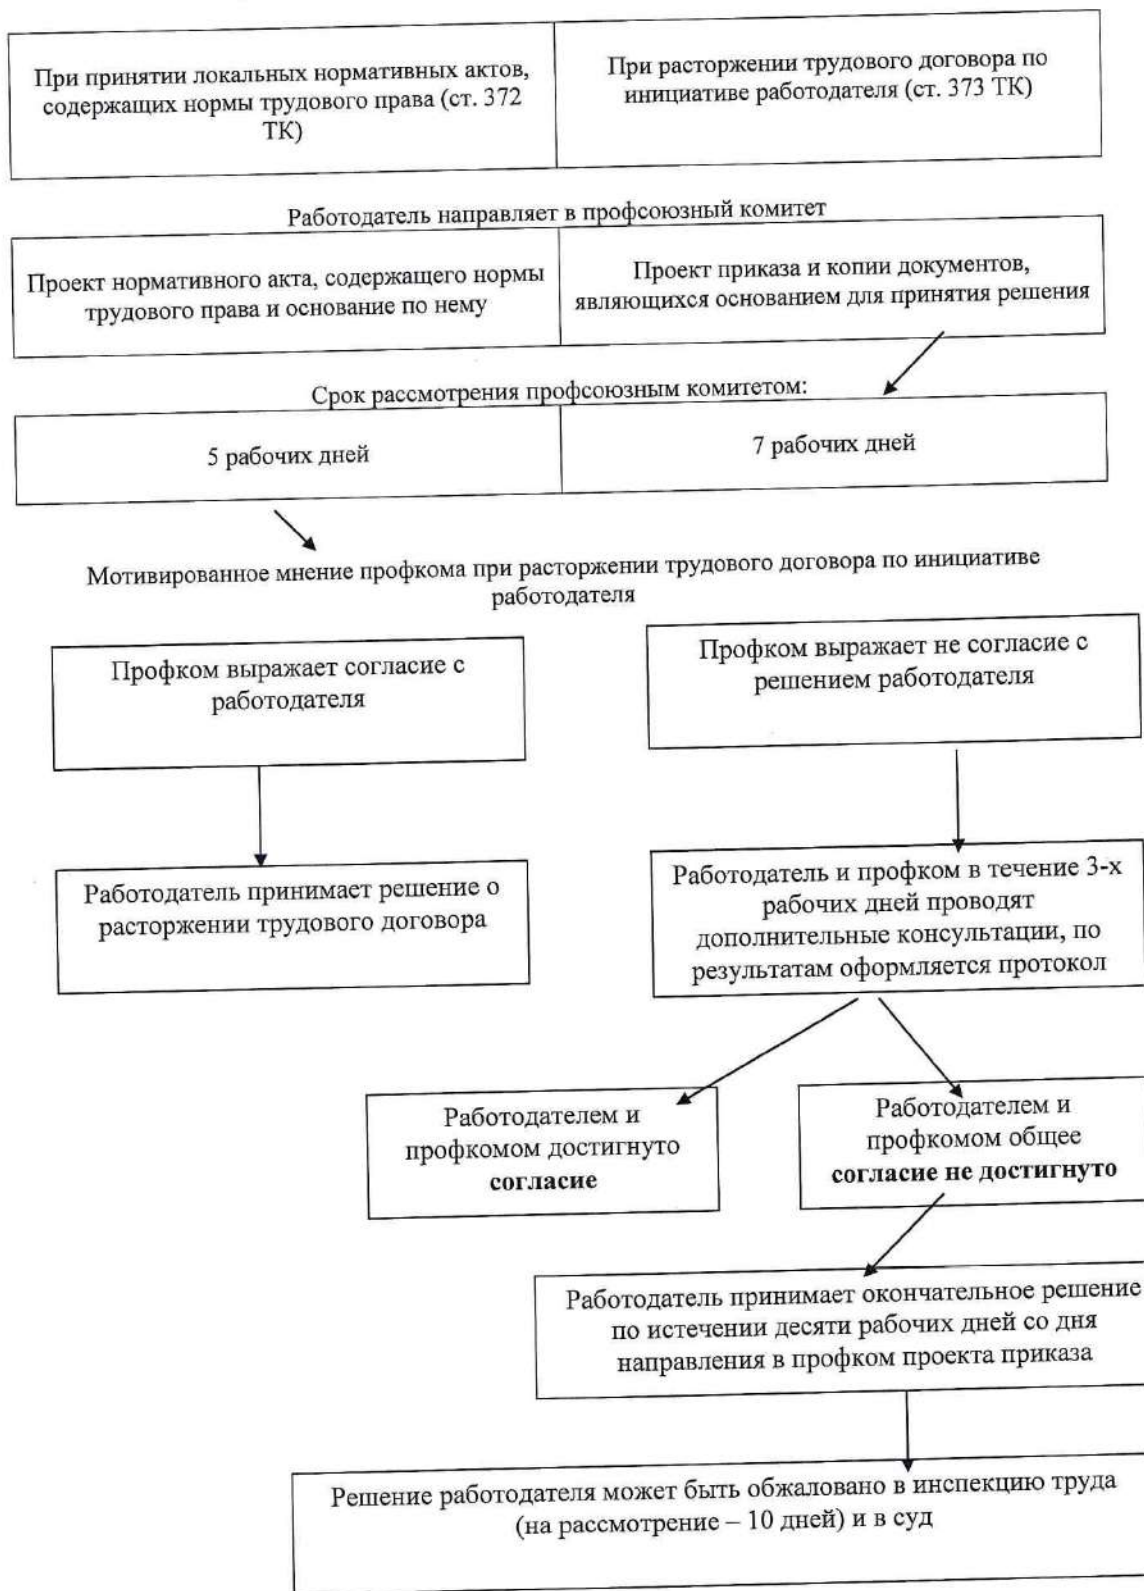 При принятии локальных нормативных актов,
содержащих нормы трудового права (ст. 372
ТК)
При расторжении трудового договора по
инициативе работодателя (ст. 373 ТК)
Работодатель направляет в профсоюзный комитет
Проект нормативного акта, содержащего нормы
трудового права и основание по нему
Проект приказа и копии документов,
являющихся основанием для принятия решения
Срок рассмотрения профсоюзным комитетом:
5 рабочих дней
7 рабочих дней
Мотивированное мнение профкома при расторжении трудового договора по инициативе
работодателя
Профком выражает согласие с
работодателя
Профком выражает не согласие с
решением работодателя
Работодатель принимает решение о
расторжении трудового договора
Работодатель и профком в течение 3-х
рабочих дней проводят
дополнительные консультации, по
результатам оформляется протокол
Работодателем и
профкомом достигнуто
согласие
Работодателем и
профкомом общее
согласие не достигнуто
Работодатель принимает окончательное решение
по истечении десяти рабочих дней со дня
направления в профком проекта приказа
Решение работодателя может быть обжаловано в инспекцию труда
(на рассмотрение – 10 дней) и в суд